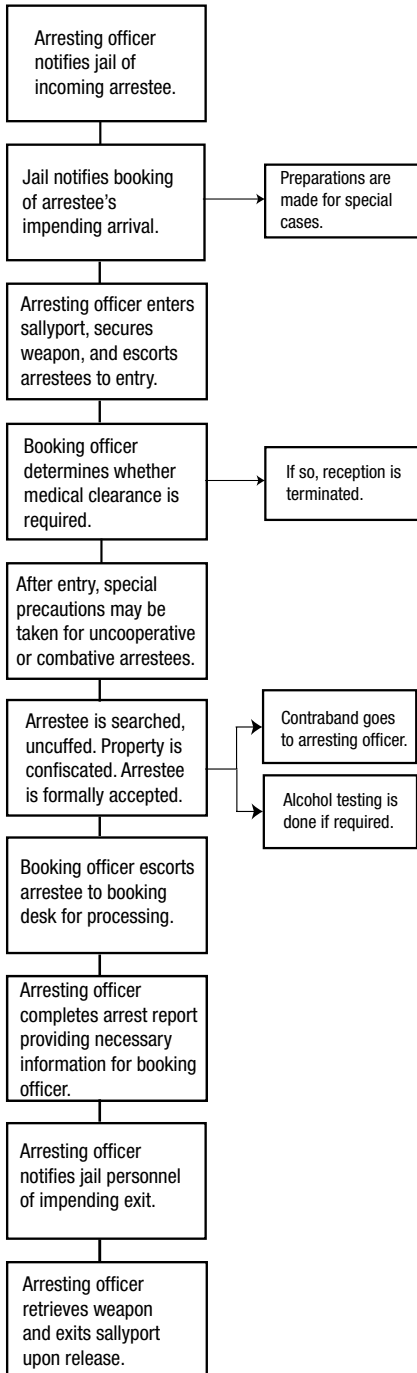 Arresting officer
notifies jail of
incoming arrestee.
Jail notifies booking
of arrestee's
impending arrival.
Preparations are
made for special
cases.
Arresting officer enters
sallyport, secures
weapon, and escorts
arrestees to entry.
Booking officer
determines whether
medical clearance is
required.
If so, reception is
terminated.
After entry, special
precautions may be
taken for uncooperative
or combative arrestees.
Arrestee is searched,
uncuffed. Property is
confiscated. Arrestee
is formally accepted.
Contraband goes
to arresting officer.
Alcohol testing is
done if required.
Booking officer escorts
arrestee to booking
desk for processing.
Arresting officer
completes arrest report
providing necessary
information for booking
officer.
Arresting officer
notifies jail personnel
of impending exit.
Arresting officer
retrieves weapon
and exits sallyport
upon release.